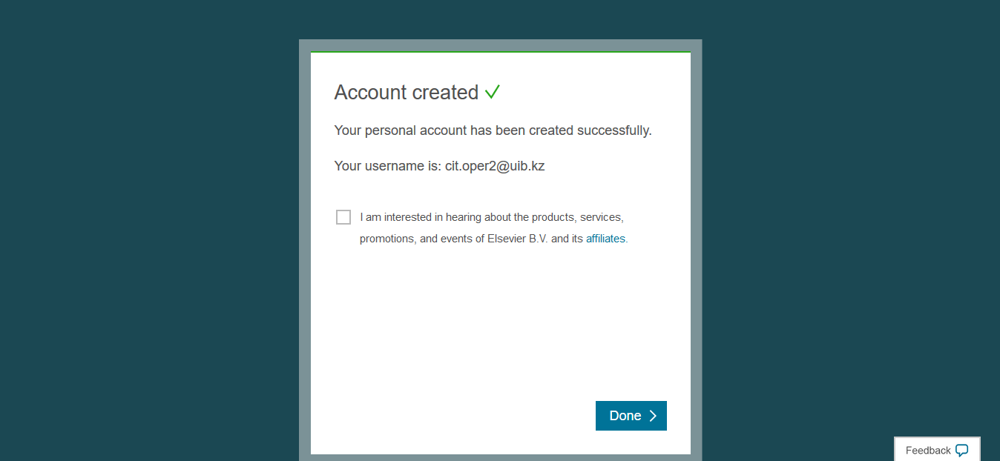 Account created
Your personal account has been created successfully.
Your username is: cit.oper2@uib.kz
I am interested in hearing about the products, services,
promotions, and events of Elsevier B.V. and its affiliates.
Done
Feedback